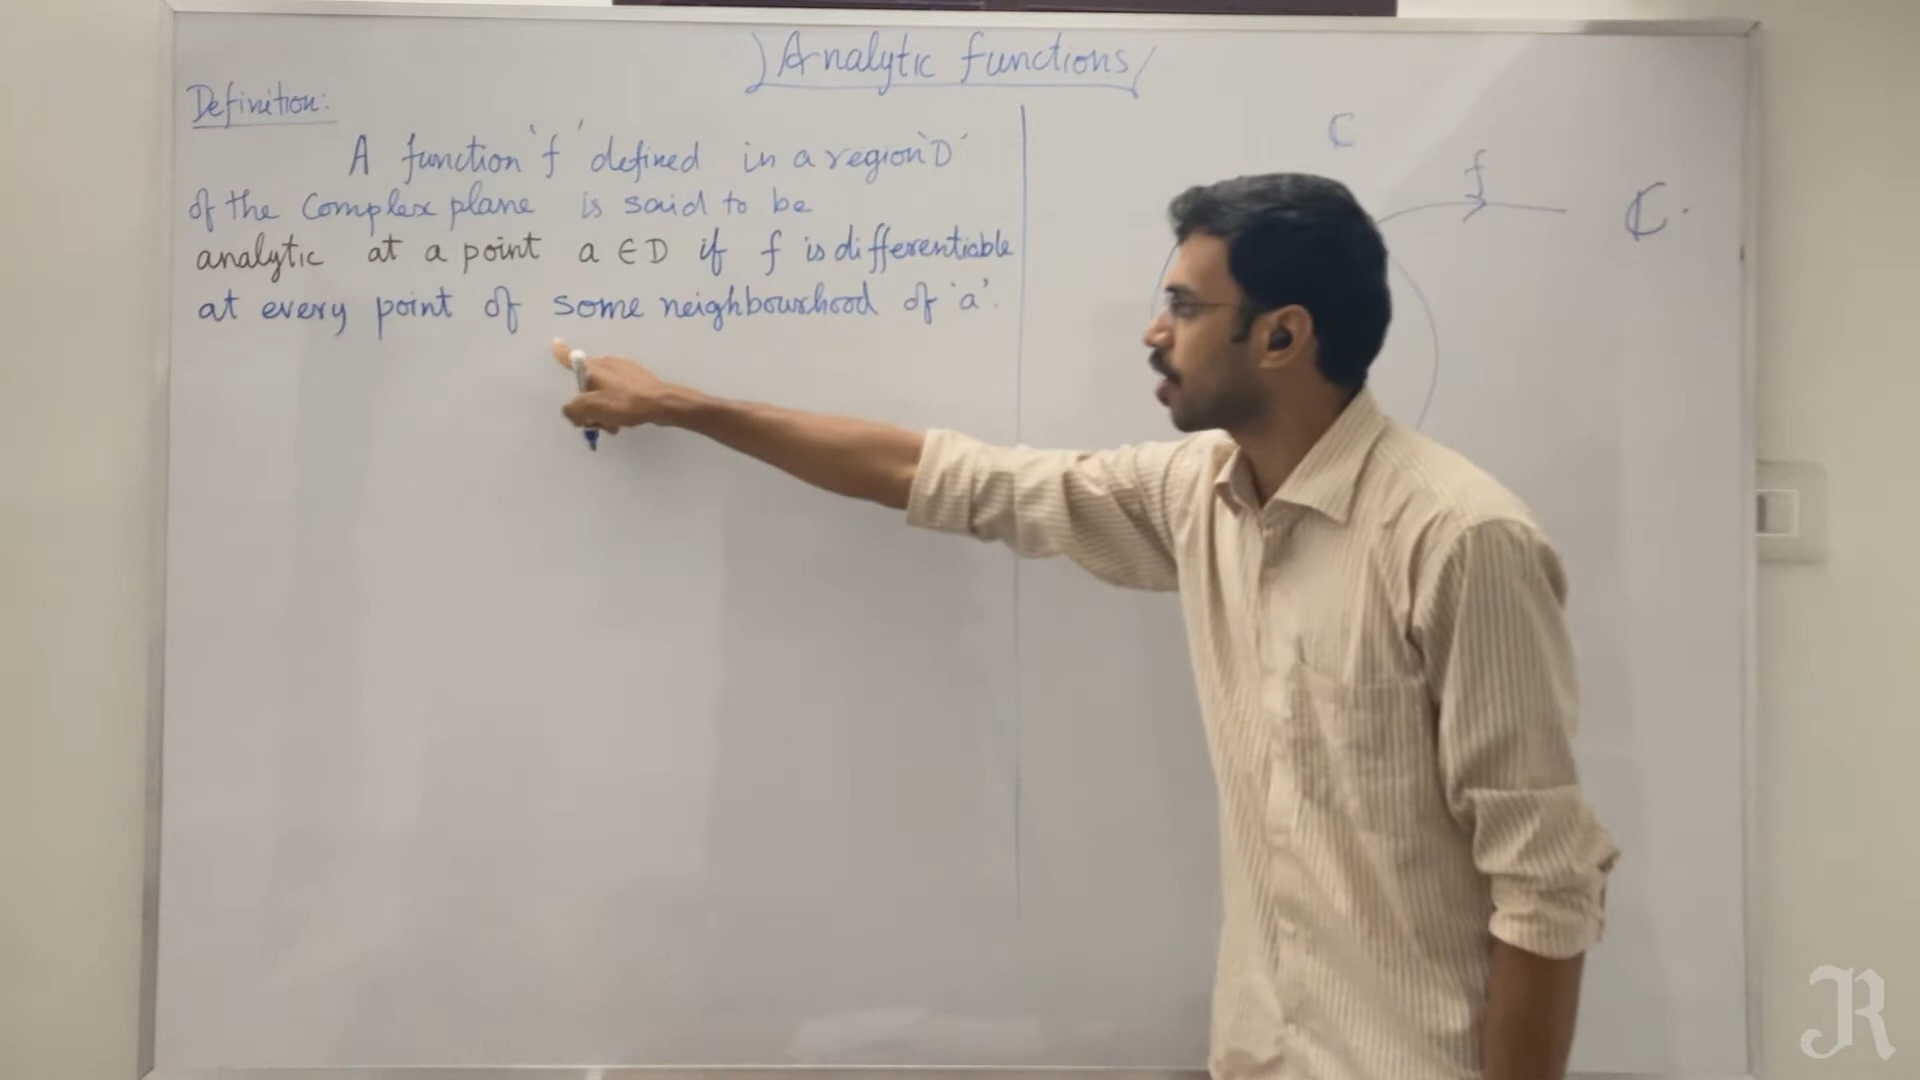 Analytic functions
Definition:
A function 'f' defined in a region 'D'
of the Complex plane is said to be
analytic at a point a ∈ D if f is differentiable
at every point of some neighbourhood of 'a'.
ℂ
f
ℂ.
JR